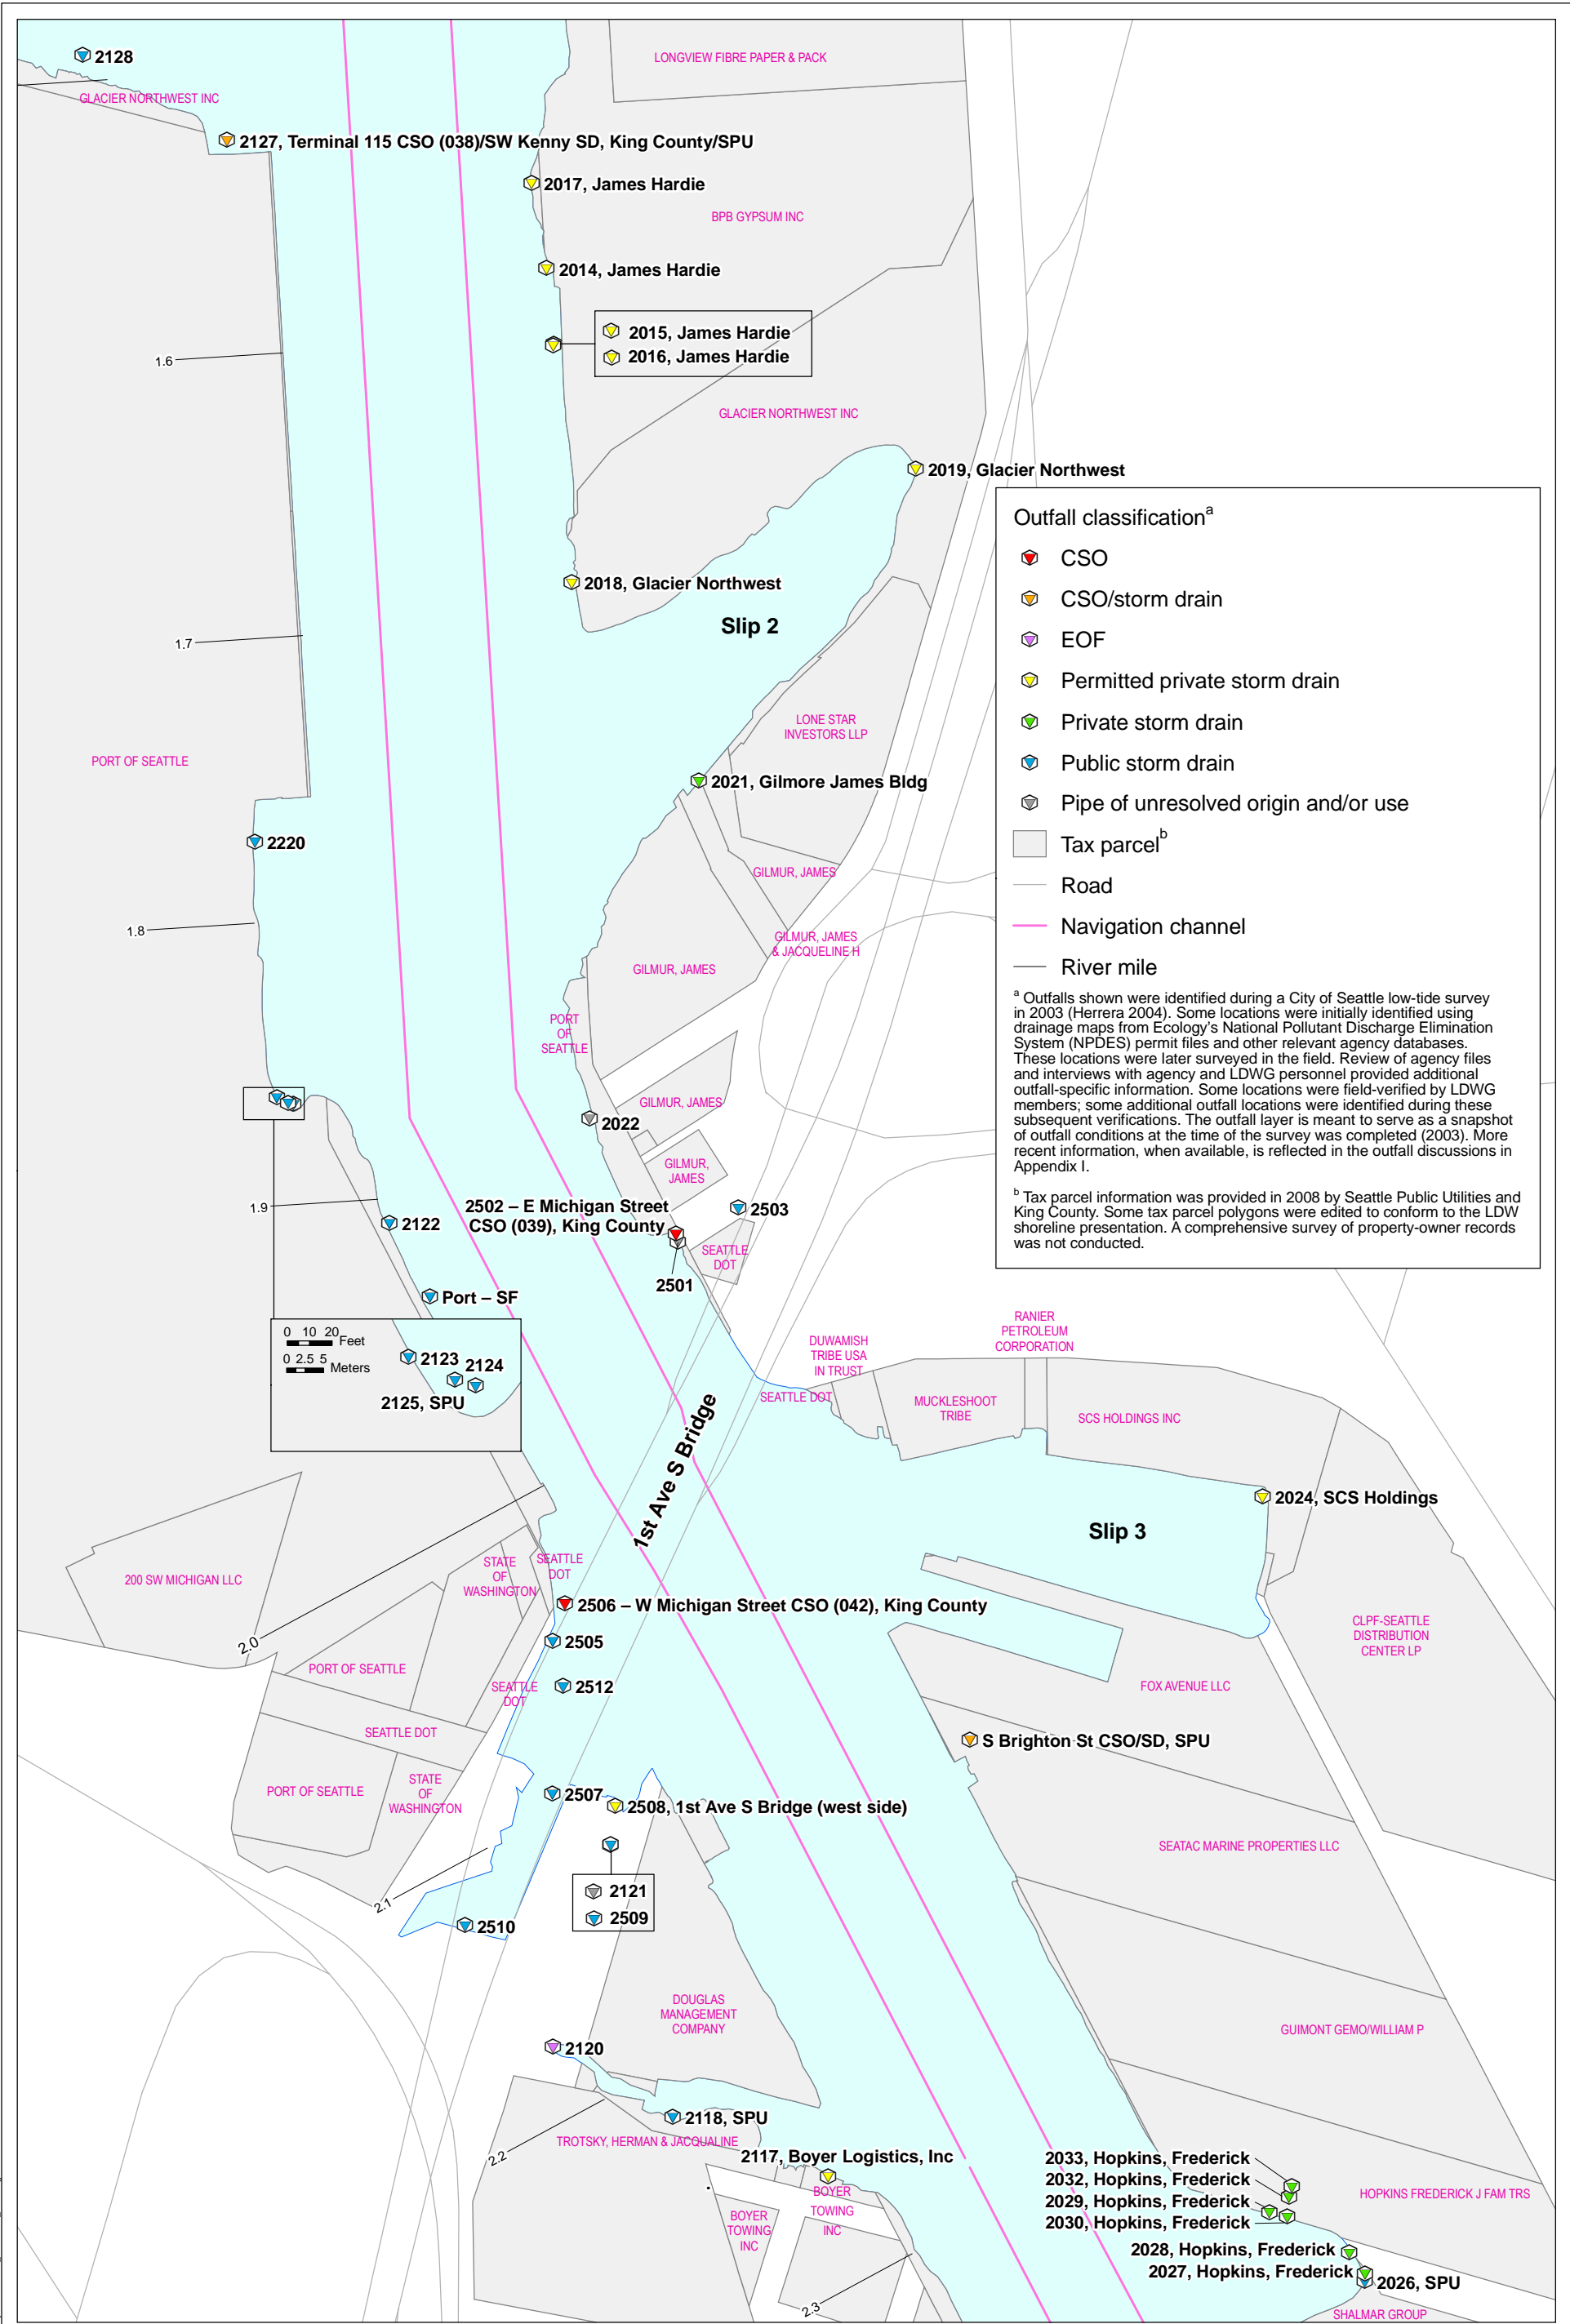 2128
LONGVIEW FIBRE PAPER & PACK
GLACIER NORTHWEST INC
2127, Terminal 115 CSO (038)/SW Kenny SD, King County/SPU
2017, James Hardie
BPB GYPSUM INC
2014, James Hardie
2015, James Hardie
2016, James Hardie
1.6
GLACIER NORTHWEST INC
2019, Glacier Northwest
2018, Glacier Northwest
Slip 2
1.7
LONE STAR
INVESTORS LLP
PORT OF SEATTLE
2021, Gilmore James Bldg
2220
GILMUR, JAMES
1.8
GILMUR, JAMES
& JACQUELINE H
GILMUR, JAMES
PORT
OF
SEATTLE
GILMUR, JAMES
2022
GILMUR,
JAMES
1.9
2122
2502 – E Michigan Street
CSO (039), King County
2503
SEATTLE
DOT
2501
Port – SF
Outfall classification^a
CSO
CSO/storm drain
EOF
Permitted private storm drain
Private storm drain
Public storm drain
Pipe of unresolved origin and/or use
Tax parcel^b
Road
Navigation channel
River mile
^a Outfalls shown were identified during a City of Seattle low-tide survey
in 2003 (Herrera 2004). Some locations were initially identified using
drainage maps from Ecology's National Pollutant Discharge Elimination
System (NPDES) permit files and other relevant agency databases.
These locations were later surveyed in the field. Review of agency files
and interviews with agency and LDWG personnel provided additional
outfall-specific information. Some locations were field-verified by LDWG
members; some additional outfall locations were identified during these
subsequent verifications. The outfall layer is meant to serve as a snapshot
of outfall conditions at the time of the survey was completed (2003). More
recent information, when available, is reflected in the outfall discussions in
Appendix I.
^b Tax parcel information was provided in 2008 by Seattle Public Utilities and
King County. Some tax parcel polygons were edited to conform to the LDW
shoreline presentation. A comprehensive survey of property-owner records
was not conducted.
0 10 20 Feet
0 2.5 5 Meters
2123
2124
2125, SPU
RANIER
PETROLEUM
CORPORATION
DUWAMISH
TRIBE USA
IN TRUST
SEATTLE DOT
MUCKLESHOOT
TRIBE
SCS HOLDINGS INC
1st Ave S Bridge
2024, SCS Holdings
Slip 3
200 SW MICHIGAN LLC
STATE
OF
WASHINGTON
SEATTLE
DOT
2506 – W Michigan Street CSO (042), King County
2.0
2505
CLPF-SEATTLE
DISTRIBUTION
CENTER LP
PORT OF SEATTLE
SEATTLE
DOT
2512
FOX AVENUE LLC
SEATTLE DOT
S Brighton St CSO/SD, SPU
PORT OF SEATTLE
STATE
OF
WASHINGTON
2507
2508, 1st Ave S Bridge (west side)
SEATAC MARINE PROPERTIES LLC
2121
2509
2.1
2510
DOUGLAS
MANAGEMENT
COMPANY
GUIMONT GEMO/WILLIAM P
2120
2118, SPU
TROTSKY, HERMAN & JACQUALINE
2.2
2117, Boyer Logistics, Inc
BOYER
TOWING
INC
BOYER
TOWING
INC
2033, Hopkins, Frederick
2032, Hopkins, Frederick
2029, Hopkins, Frederick
2030, Hopkins, Frederick
HOPKINS FREDERICK J FAM TRS
2028, Hopkins, Frederick
2027, Hopkins, Frederick
2026, SPU
2.3
SHALMAR GROUP